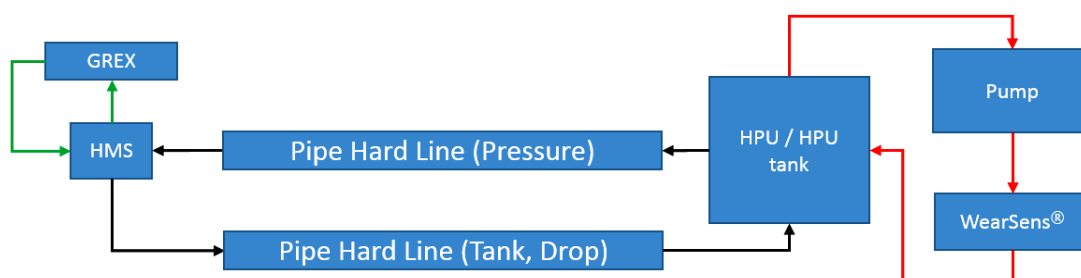 GREX
HMS
Pipe Hard Line (Pressure)
Pipe Hard Line (Tank, Drop)
HPU / HPU
tank
Pump
WearSens®